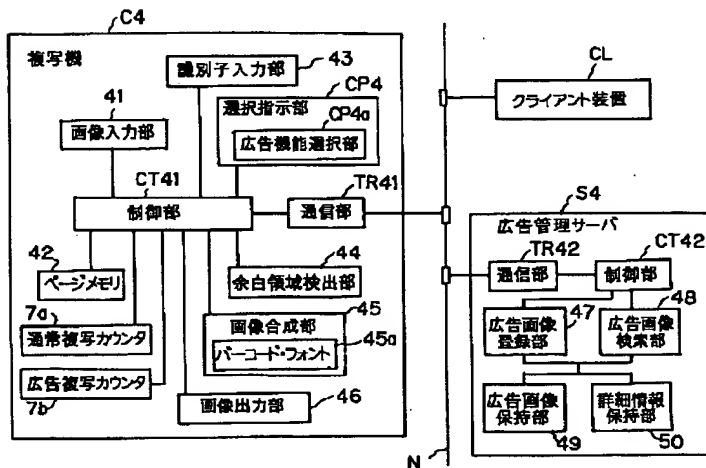 C4
複写機
識別子入力部
43
41
画像入力部
CP4
選択指示部
CP4a
広告機能選択部
CT41
制御部
TR41
通信部
42
ページメモリ
44
余白領域検出部
7a
通常複写カウンタ
45
画像合成部
45a
バーコード・フォント
広告複写カウンタ
7b
画像出力部
46
N
CL
クライアント装置
S4
広告管理サーバ
TR42
CT42
通信部
制御部
広告画像
登録部
47
48
広告画像
検索部
広告画像
保持部
49
詳細情報
保持部
50